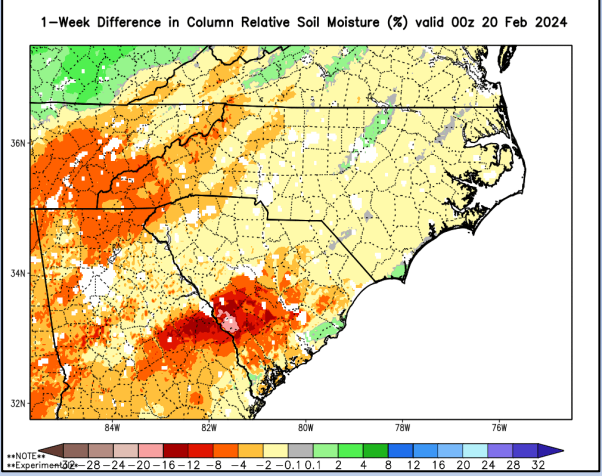 1-Week Difference in Column Relative Soil Moisture (%) valid 00z 20 Feb 2024
36N
34N
32N
84W 82W 80W 78W 76W
**NOTE**
**Experimental** -32 -28 -24 -20 -16 -12 -8 -4 -2 -0.1 0.1 2 4 8 12 16 20 24 28 32